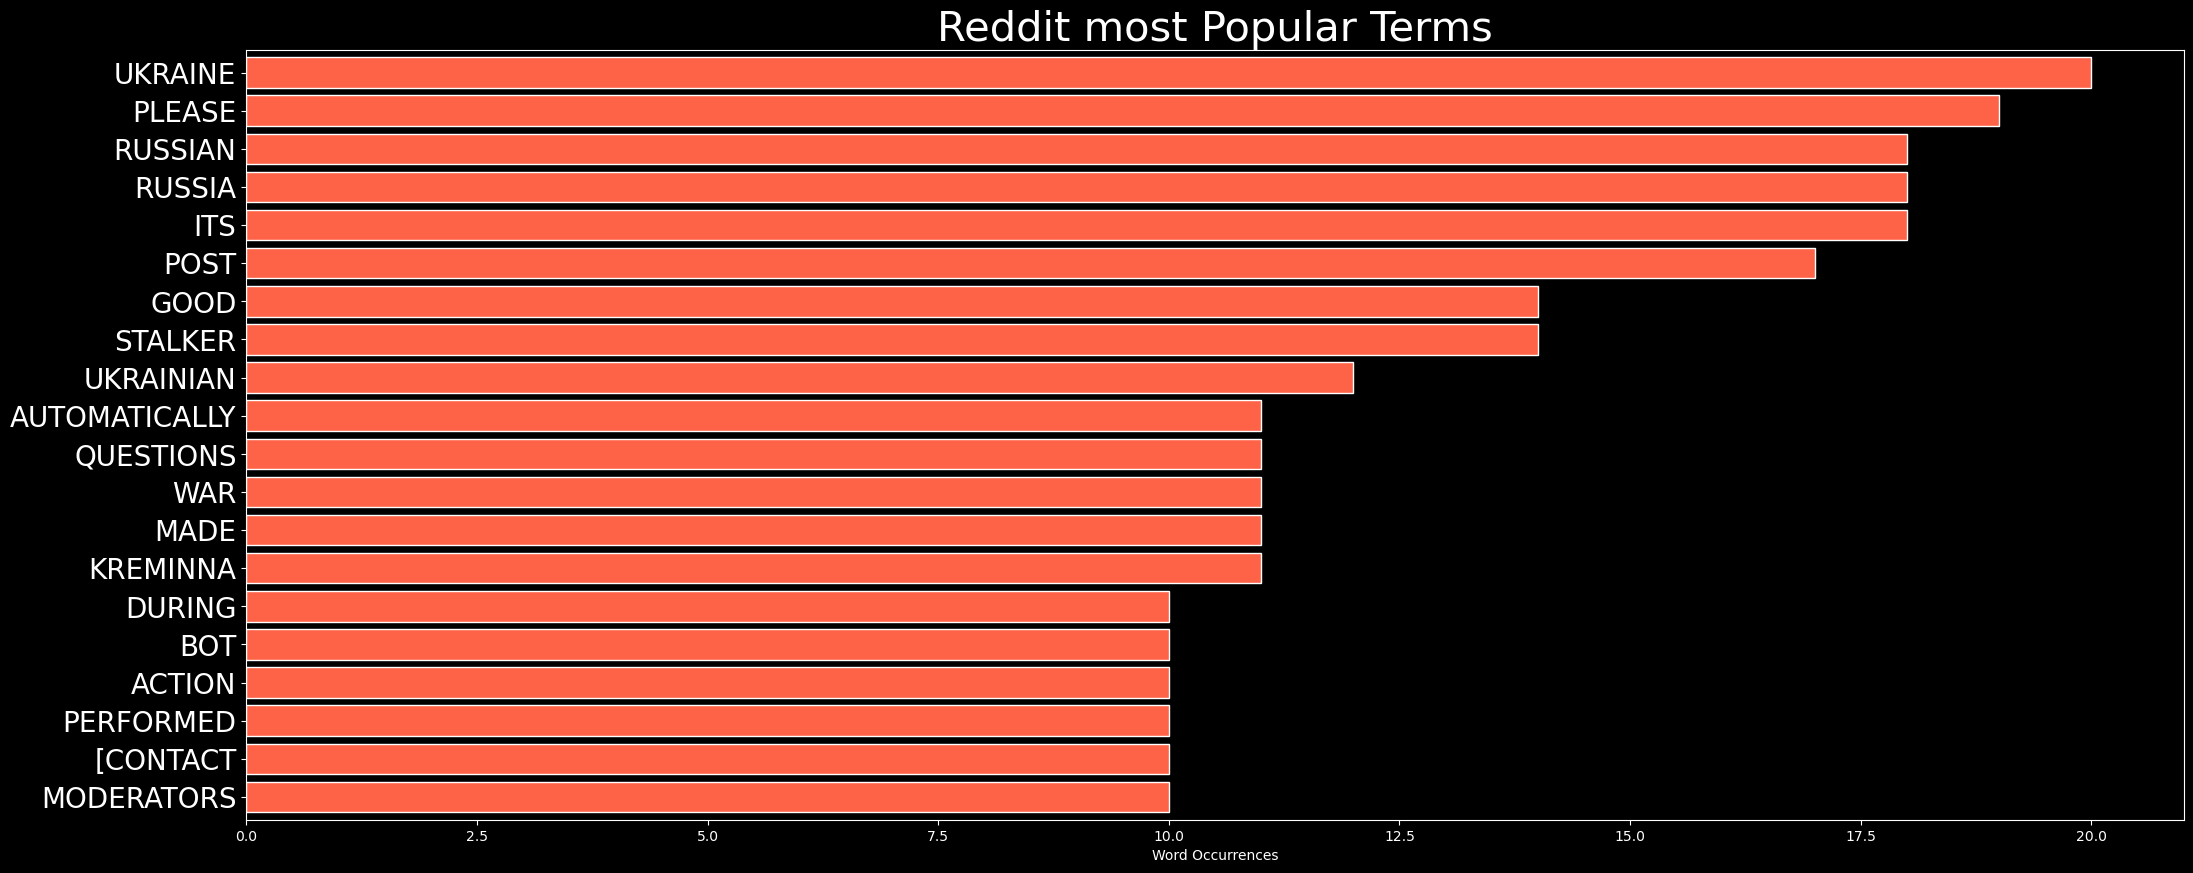 Reddit most Popular Terms
UKRAINE
PLEASE
RUSSIAN
RUSSIA
ITS
POST
GOOD
STALKER
UKRAINIAN
AUTOMATICALLY
QUESTIONS
WAR
MADE
KREMINNA
DURING
BOT
ACTION
PERFORMED
[CONTACT
MODERATORS
0.0 2.5 5.0 7.5 10.0 12.5 15.0 17.5 20.0
Word Occurrences